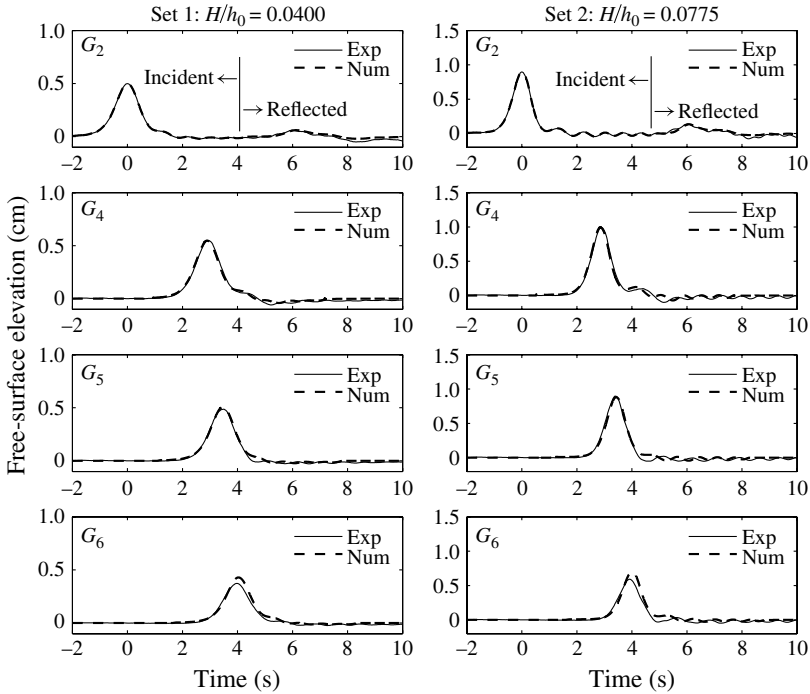 Set 1: H/h₀ = 0.0400
Set 2: H/h₀ = 0.0775
Free-surface elevation (cm)
1.0
0.5
0
G₂
Incident
Reflected
Exp
Num
–2 0 2 4 6 8 10
1.5
1.0
0.5
0
G₂
Incident
Reflected
Exp
Num
–2 0 2 4 6 8 10
1.0
0.5
0
G₄
Exp
Num
–2 0 2 4 6 8 10
1.5
1.0
0.5
0
G₄
Exp
Num
–2 0 2 4 6 8 10
1.0
0.5
0
G₅
Exp
Num
–2 0 2 4 6 8 10
1.5
1.0
0.5
0
G₅
Exp
Num
–2 0 2 4 6 8 10
1.0
0.5
0
G₆
Exp
Num
–2 0 2 4 6 8 10
Time (s)
1.5
1.0
0.5
0
G₆
Exp
Num
–2 0 2 4 6 8 10
Time (s)